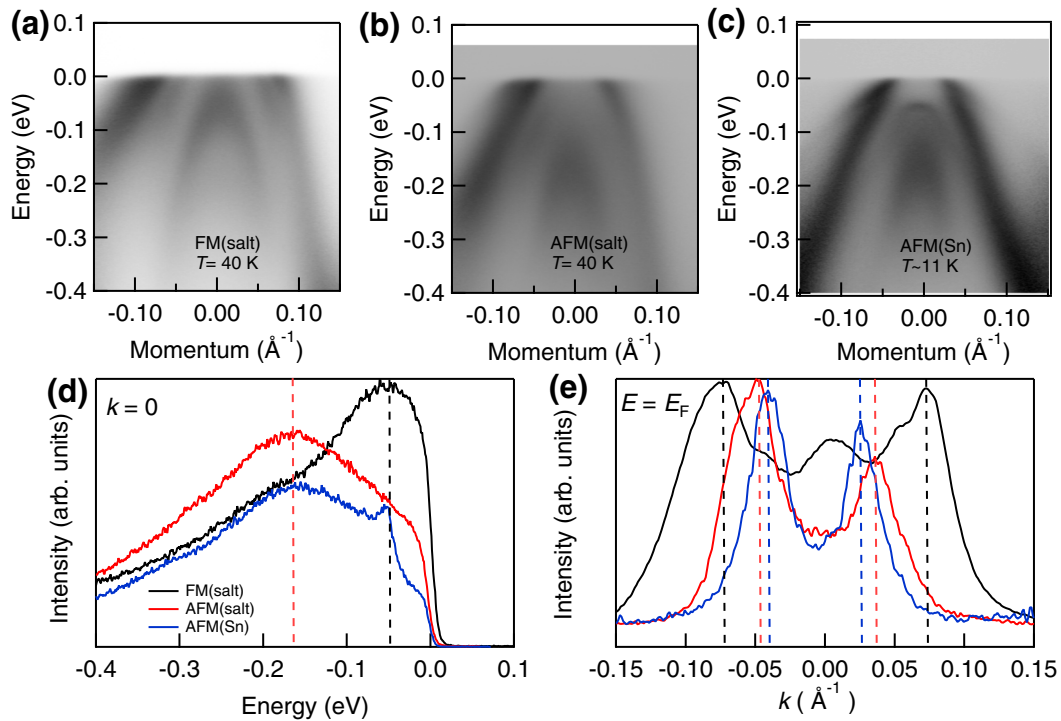 (a)
0.1
0.0
-0.1
-0.2
-0.3
-0.4
Energy (eV)
FM(salt)
T= 40 K
-0.10
0.00
0.10
Momentum (Å⁻¹)
(b)
0.1
0.0
-0.1
-0.2
-0.3
-0.4
Energy (eV)
AFM(salt)
T= 40 K
-0.10
0.00
0.10
Momentum (Å⁻¹)
(c)
0.1
0.0
-0.1
-0.2
-0.3
-0.4
Energy (eV)
AFM(Sn)
T~11 K
-0.10
0.00
0.10
Momentum (Å⁻¹)
(d)
k = 0
Intensity (arb. units)
FM(salt)
AFM(salt)
AFM(Sn)
-0.4
-0.3
-0.2
-0.1
0.0
0.1
Energy (eV)
(e)
E = E_F
Intensity (arb. units)
-0.15
-0.10
-0.05
0.00
0.05
0.10
0.15
k ( Å⁻¹)